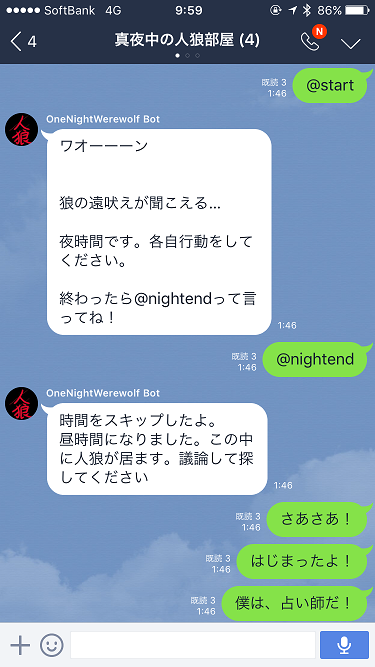 SoftBank 4G 9:59 86%
4 真夜中の人狼部屋 (4) N
既読 3
1:46
@start
人狼
OneNightWerewolf Bot
ワオーーーン
狼の遠吠えが聞こえる...
夜時間です。各自行動をして
ください。
終わったら@nightendって言
ってね！
1:46
既読 3
1:46
@nightend
人狼
OneNightWerewolf Bot
時間をスキップしたよ。
昼時間になりました。この中
に人狼が居ます。議論して探
してください
1:46
既読 3
1:46
さあさあ！
既読 3
1:46
はじまったよ！
既読 3
1:46
僕は、占い師だ！